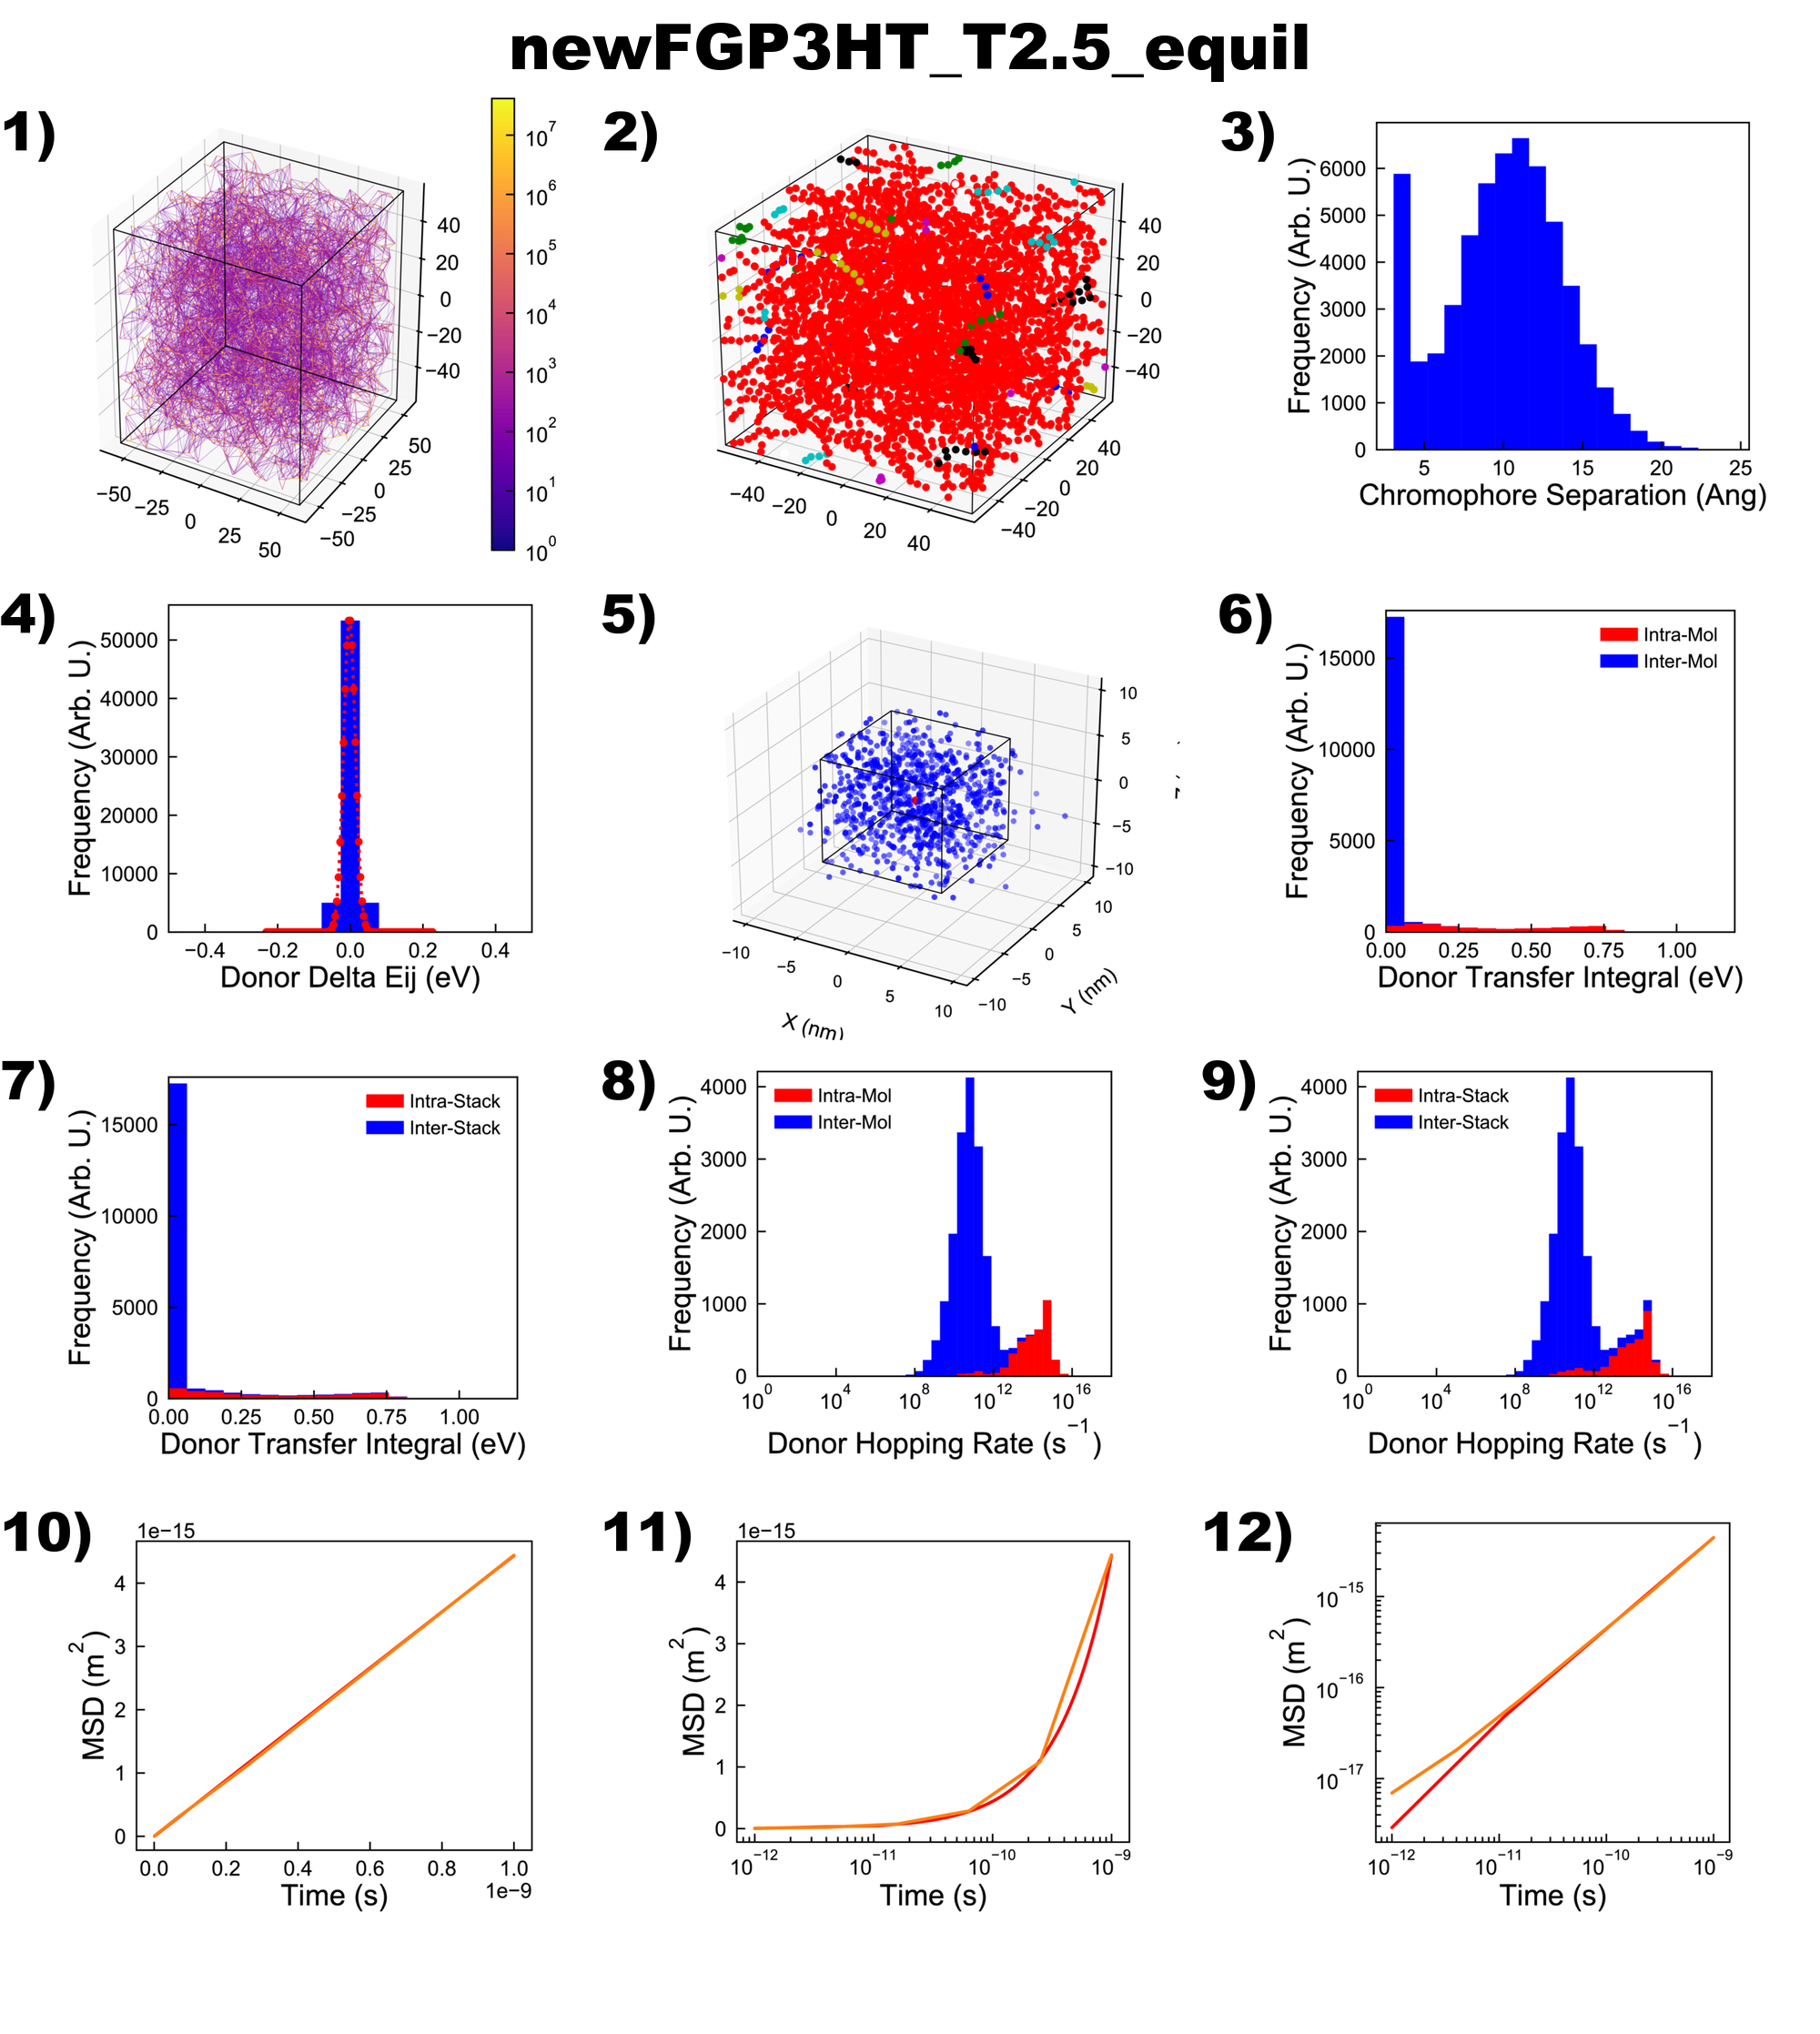 newFGP3HT_T2.5_equil
1)
10^7
10^6
10^5
10^4
10^3
10^2
10^1
10^0
40
20
0
−20
−40
50
25
0
−25
−50
−50
−25
0
25
50
2)
40
20
0
−20
−40
40
20
0
−20
−40
−40
−20
0
20
40
3)
Frequency (Arb. U.)
6000
5000
4000
3000
2000
1000
0
5 10 15 20 25
Chromophore Separation (Ang)
4)
Frequency (Arb. U.)
50000
40000
30000
20000
10000
0
−0.4 −0.2 0.0 0.2 0.4
Donor Delta Eij (eV)
5)
10
5
0
−5
−10
10
5
0
−5
−10
−10
−5
0
5
10
X (nm)
Y (nm)
6)
Frequency (Arb. U.)
15000
10000
5000
0
Intra-Mol
Inter-Mol
0.00 0.25 0.50 0.75 1.00
Donor Transfer Integral (eV)
7)
Frequency (Arb. U.)
15000
10000
5000
0
Intra-Stack
Inter-Stack
0.00 0.25 0.50 0.75 1.00
Donor Transfer Integral (eV)
8)
Frequency (Arb. U.)
4000
3000
2000
1000
0
Intra-Mol
Inter-Mol
10^0 10^4 10^8 10^12 10^16
Donor Hopping Rate (s^−1)
9)
Frequency (Arb. U.)
4000
3000
2000
1000
0
Intra-Stack
Inter-Stack
10^0 10^4 10^8 10^12 10^16
Donor Hopping Rate (s^−1)
10)
1e−15
MSD (m^2)
4
3
2
1
0
0.0 0.2 0.4 0.6 0.8 1.0
Time (s)
1e−9
11)
1e−15
MSD (m^2)
4
3
2
1
0
10^−12 10^−11 10^−10 10^−9
Time (s)
12)
MSD (m^2)
10^−15
10^−16
10^−17
10^−12 10^−11 10^−10 10^−9
Time (s)